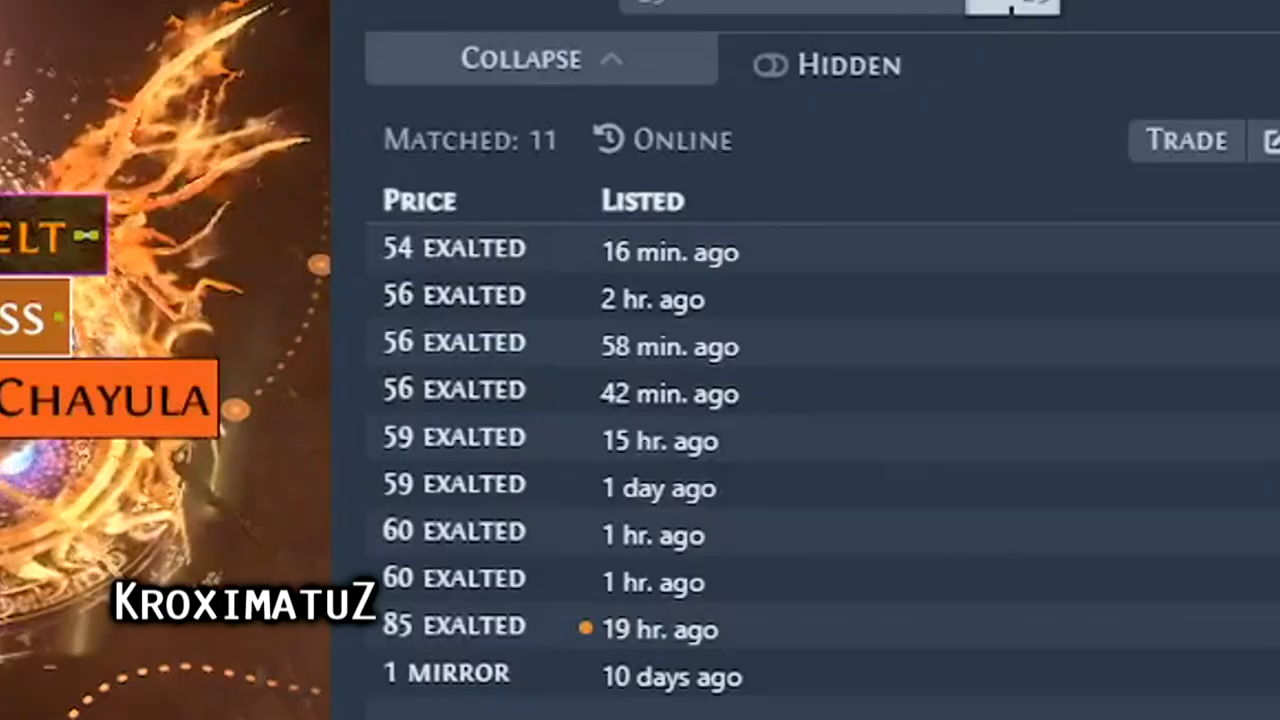 COLLAPSE
HIDDEN
MATCHED: 11 ONLINE
TRADE
PRICE LISTED
54 EXALTED 16 min. ago
ELT
56 EXALTED 2 hr. ago
SS
56 EXALTED 58 min. ago
56 EXALTED 42 min. ago
CHAYULA
59 EXALTED 15 hr. ago
59 EXALTED 1 day ago
60 EXALTED 1 hr. ago
60 EXALTED 1 hr. ago
KROXIMATUZ
85 EXALTED 19 hr. ago
1 MIRROR 10 days ago